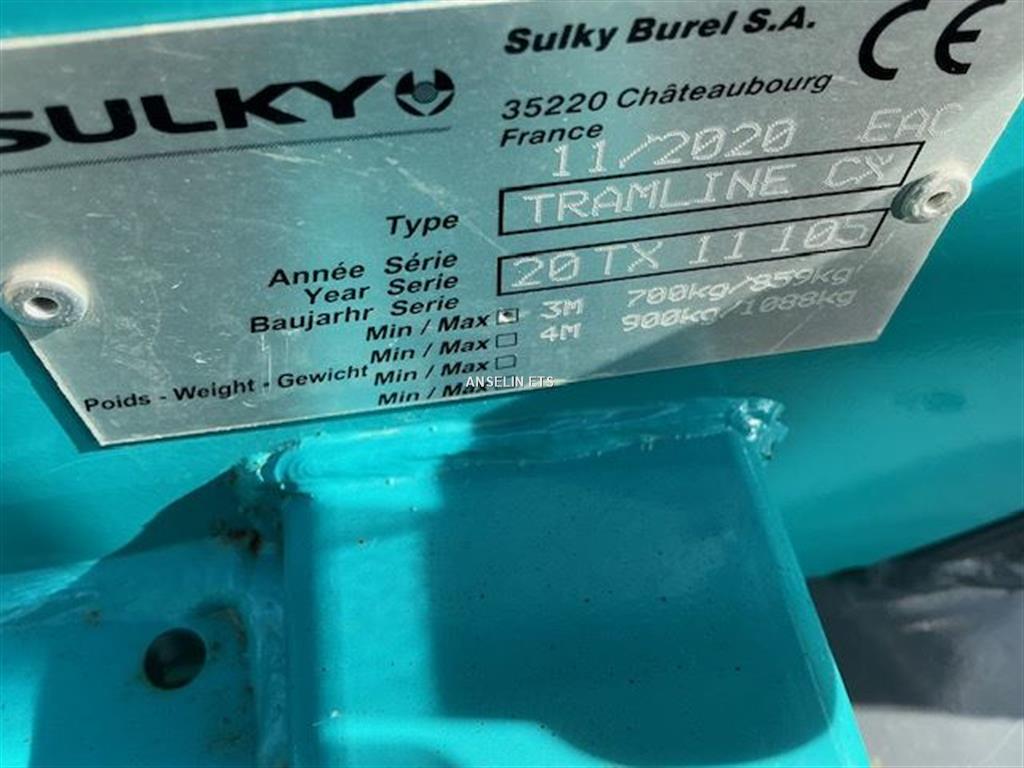 SULKY
Sulky Burel S.A.
35220 Châteaubourg
France
CE
11/2020 EAC
Type TRAMLINE CX
Année Série
Year Serie
Baujarhr Serie
20 TX II 105
Poids - Weight - Gewicht
Min / Max 3M 700kg/859kg
Min / Max 4M 900kg/1088kg
Min / Max
Min / Max
ANSELIN ETS